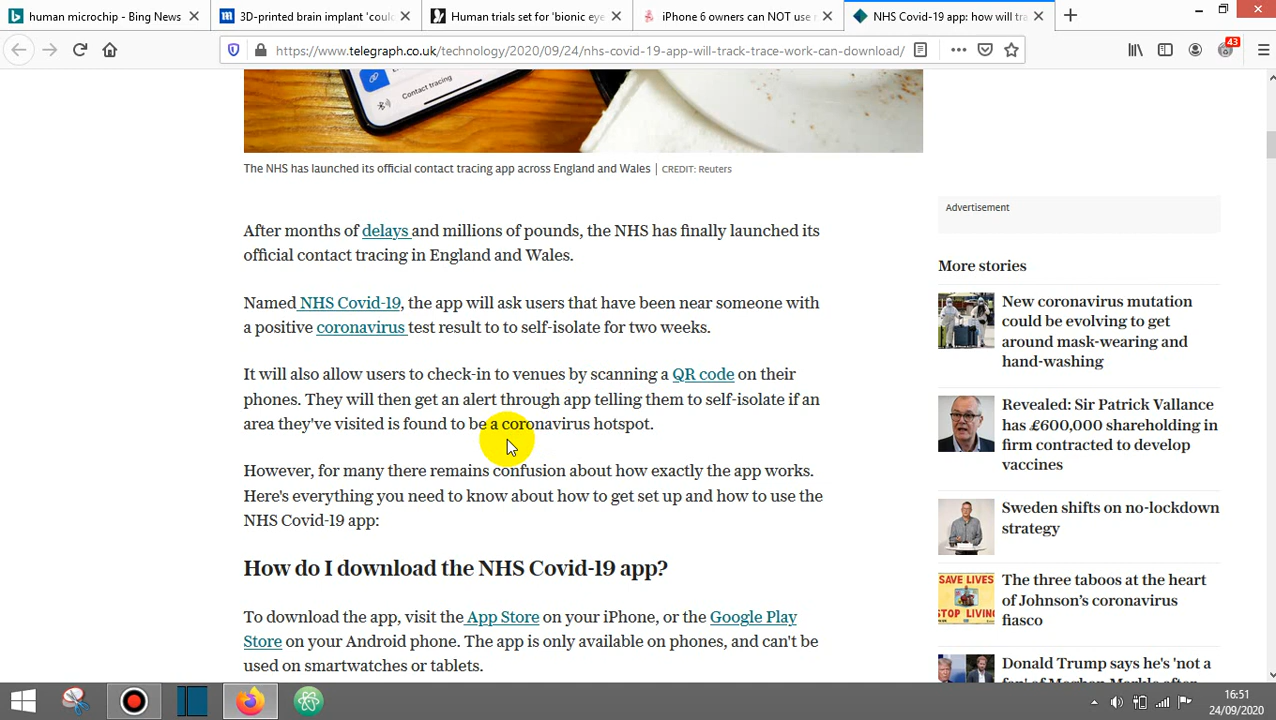 human microchip - Bing News
3D-printed brain implant 'coul
Human trials set for 'bionic eye
iPhone 6 owners can NOT use
NHS Covid-19 app: how will tra
https://www.telegraph.co.uk/technology/2020/09/24/nhs-covid-19-app-will-track-trace-work-can-download/
43
Contact tracing
The NHS has launched its official contact tracing app across England and Wales | CREDIT: Reuters
After months of delays and millions of pounds, the NHS has finally launched its
official contact tracing in England and Wales.
Named NHS Covid-19, the app will ask users that have been near someone with
a positive coronavirus test result to to self-isolate for two weeks.
It will also allow users to check-in to venues by scanning a QR code on their
phones. They will then get an alert through app telling them to self-isolate if an
area they've visited is found to be a coronavirus hotspot.
However, for many there remains confusion about how exactly the app works.
Here's everything you need to know about how to get set up and how to use the
NHS Covid-19 app:
How do I download the NHS Covid-19 app?
To download the app, visit the App Store on your iPhone, or the Google Play
Store on your Android phone. The app is only available on phones, and can't be
used on smartwatches or tablets.
Advertisement
More stories
New coronavirus mutation
could be evolving to get
around mask-wearing and
hand-washing
Revealed: Sir Patrick Vallance
has £600,000 shareholding in
firm contracted to develop
vaccines
Sweden shifts on no-lockdown
strategy
SAVE LIVES
STOP LIVING
The three taboos at the heart
of Johnson's coronavirus
fiasco
Donald Trump says he's 'not a
16:51
24/09/2020